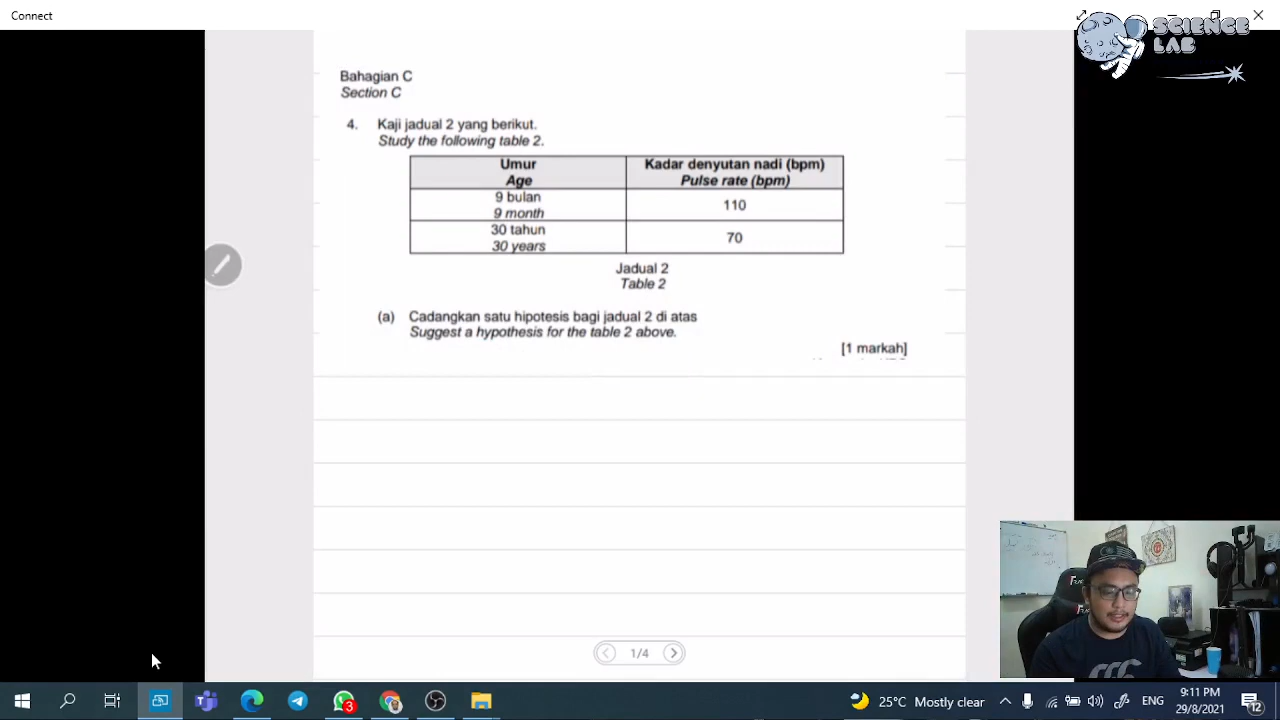 Connect
SCIENCE
LAB
Bahagian C
Section C
4. Kaji jadual 2 yang berikut.
Study the following table 2.
Umur Kadar denyutan nadi (bpm)
Age Pulse rate (bpm)
9 bulan
9 month
110
30 tahun
30 years
70
Jadual 2
Table 2
(a) Cadangkan satu hipotesis bagi jadual 2 di atas
Suggest a hypothesis for the table 2 above.
[1 markah]
1/4
3
25°C Mostly clear
ENG
9:11 PM
29/8/2021
12